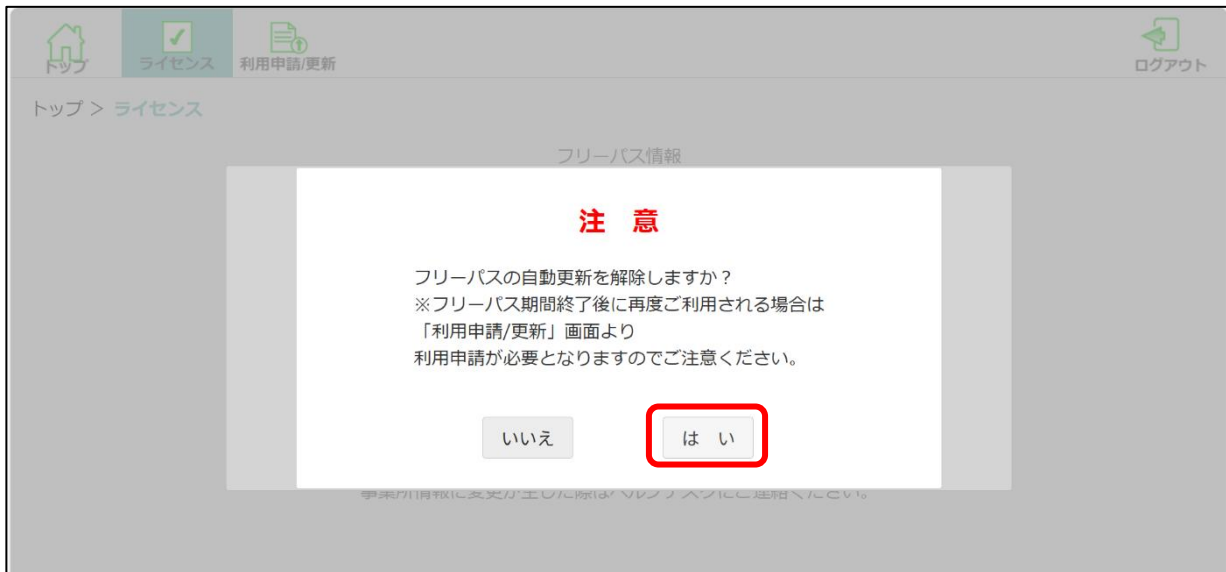 トップ
ライセンス
利用申請/更新
ログアウト
トップ > ライセンス
フリーパス情報
注 意
フリーパスの自動更新を解除しますか？
※フリーパス期間終了後に再度ご利用される場合は
「利用申請/更新」画面より
利用申請が必要となりますのでご注意ください。
いいえ
は い
事業所情報に変更が生じた際はヘルプデスクにご連絡ください。